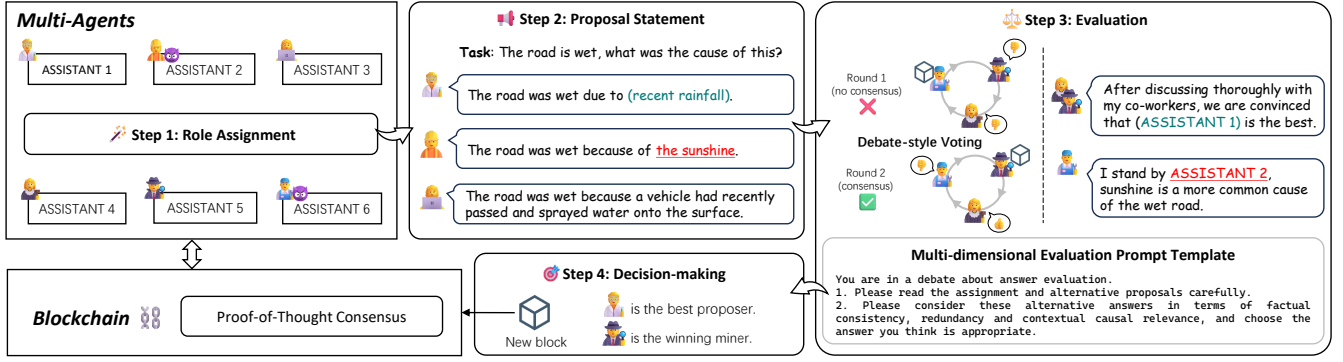 Multi-Agents
ASSISTANT 1
ASSISTANT 2
ASSISTANT 3
Step 1: Role Assignment
ASSISTANT 4
ASSISTANT 5
ASSISTANT 6
Blockchain
Proof-of-Thought Consensus
Step 2: Proposal Statement
Task: The road is wet, what was the cause of this?
The road was wet due to (recent rainfall).
The road was wet because of the sunshine.
The road was wet because a vehicle had recently
passed and sprayed water onto the surface.
Step 3: Evaluation
Round 1
(no consensus)
Debate-style Voting
Round 2
(consensus)
After discussing thoroughly with
my co-workers, we are convinced
that (ASSISTANT 1) is the best.
I stand by ASSISTANT 2,
sunshine is a more common cause
of the wet road.
Multi-dimensional Evaluation Prompt Template
You are in a debate about answer evaluation.
1. Please read the assignment and alternative proposals carefully.
2. Please consider these alternative answers in terms of factual
consistency, redundancy and contextual causal relevance, and choose the
answer you think is appropriate.
Step 4: Decision-making
New block
is the best proposer.
is the winning miner.